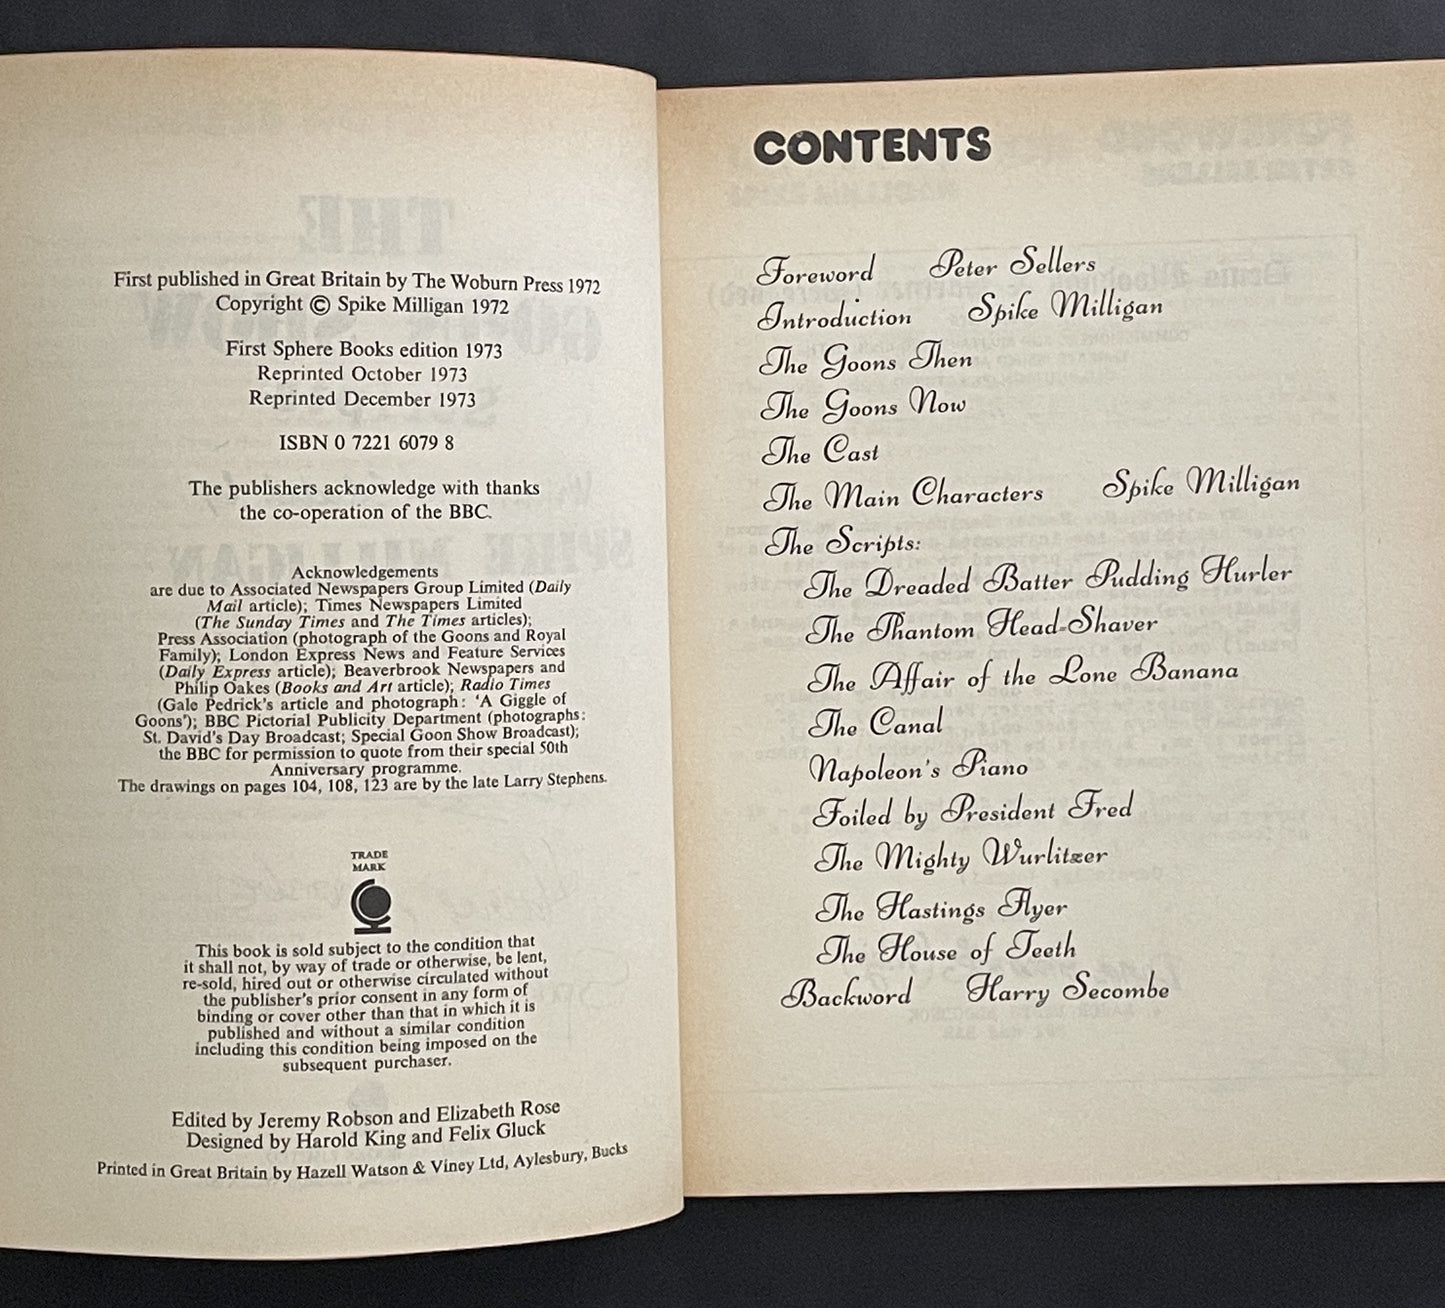 First published in Great Britain by The Woburn Press 1972
Copyright © Spike Milligan 1972
First Sphere Books edition 1973
Reprinted October 1973
Reprinted December 1973
ISBN 0 7221 6079 8
The publishers acknowledge with thanks
the co-operation of the BBC.
Acknowledgements
are due to Associated Newspapers Group Limited (Daily
Mail article); Times Newspapers Limited
(The Sunday Times and The Times articles);
Press Association (photograph of the Goons and Royal
Family); London Express News and Feature Services
(Daily Express article); Beaverbrook Newspapers and
Philip Oakes (Books and Art article); Radio Times
(Gale Pedrick's article and photograph: 'A Giggle of
Goons'); BBC Pictorial Publicity Department (photographs:
St. David's Day Broadcast; Special Goon Show Broadcast);
the BBC for permission to quote from their special 50th
Anniversary programme.
The drawings on pages 104, 108, 123 are by the late Larry Stephens.
TRADE
MARK
This book is sold subject to the condition that
it shall not, by way of trade or otherwise, be lent,
re-sold, hired out or otherwise circulated without
the publisher's prior consent in any form of
binding or cover other than that in which it is
published and without a similar condition
including this condition being imposed on the
subsequent purchaser.
Edited by Jeremy Robson and Elizabeth Rose
Designed by Harold King and Felix Gluck
Printed in Great Britain by Hazell Watson & Viney Ltd, Aylesbury, Bucks
CONTENTS
Foreword Peter Sellers
Introduction Spike Milligan
The Goons Then
The Goons Now
The Cast
The Main Characters Spike Milligan
The Scripts:
The Dreaded Batter Pudding Hurler
The Phantom Head-Shaver
The Affair of the Lone Banana
The Canal
Napoleon's Piano
Foiled by President Fred
The Mighty Wurlitzer
The Hastings Flyer
The House of Teeth
Backword Harry Secombe